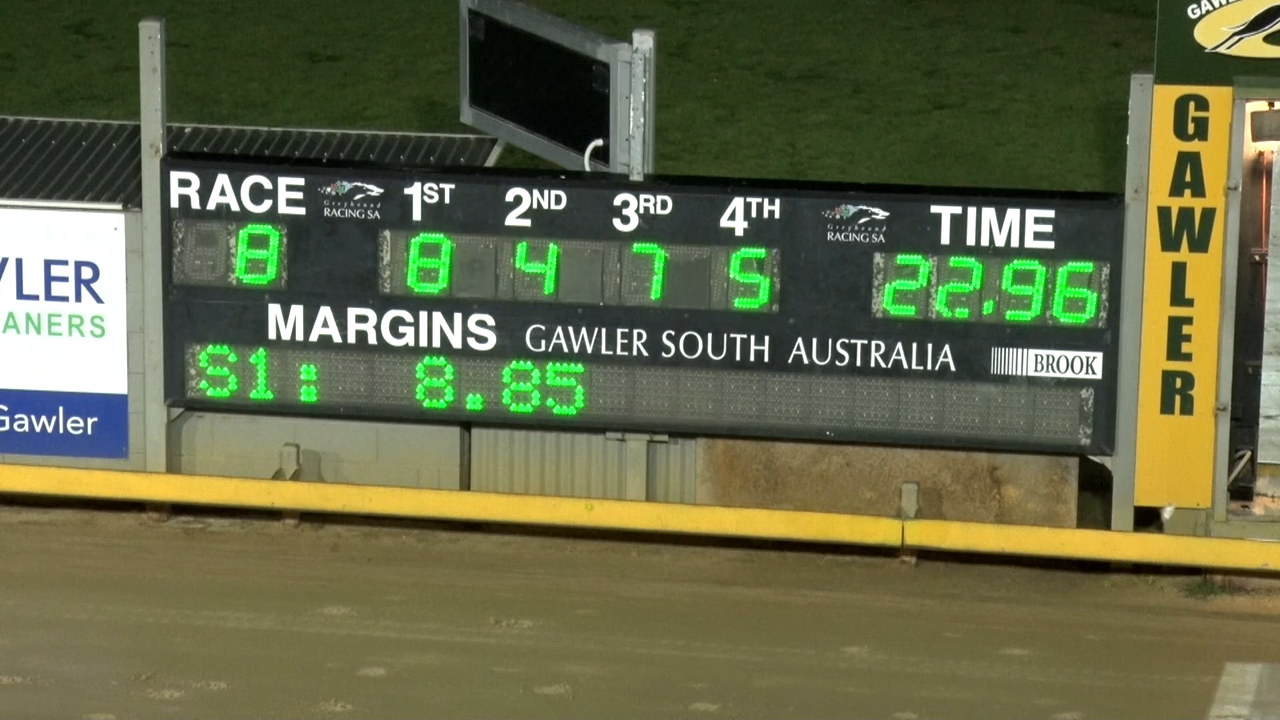 GAWLER
RACE 1ST 2ND 3RD 4TH TIME
Greyhound RACING SA
Greyhound RACING SA
8 8 4 7 5 22.96
MARGINS GAWLER SOUTH AUSTRALIA BROOK
S1: 8.85
VLER
ANERS
Gawler